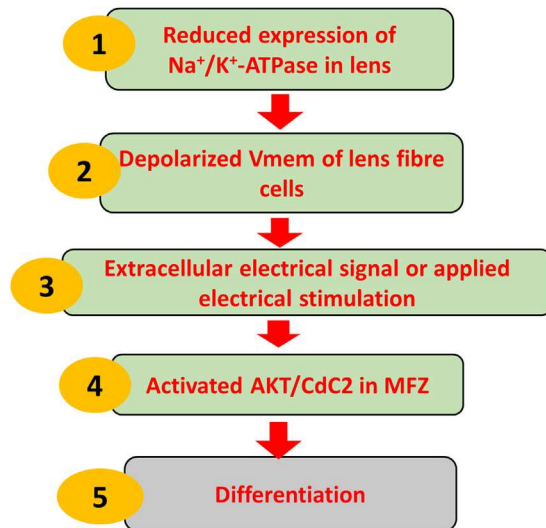 1
Reduced expression of
Na⁺/K⁺-ATPase in lens
2
Depolarized Vmem of lens fibre
cells
3
Extracellular electrical signal or applied
electrical stimulation
4
Activated AKT/CdC2 in MFZ
5
Differentiation